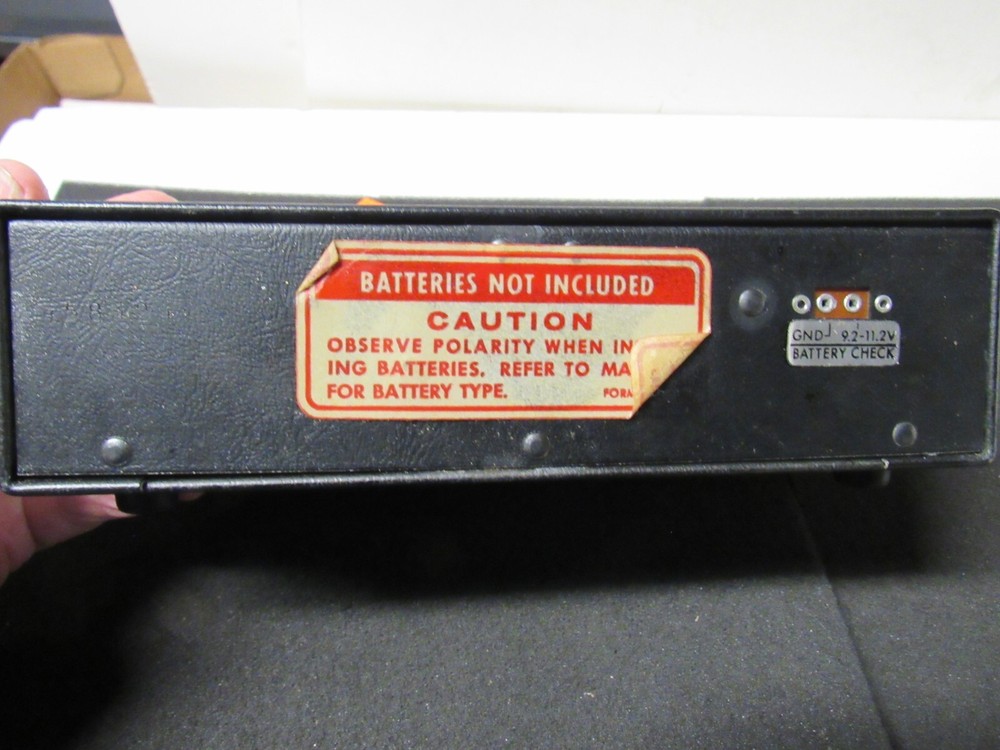 BATTERIES NOT INCLUDED
CAUTION
OBSERVE POLARITY WHEN IN
ING BATTERIES. REFER TO MA
FOR BATTERY TYPE. FORM
GND 9.2-11.2V
BATTERY CHECK